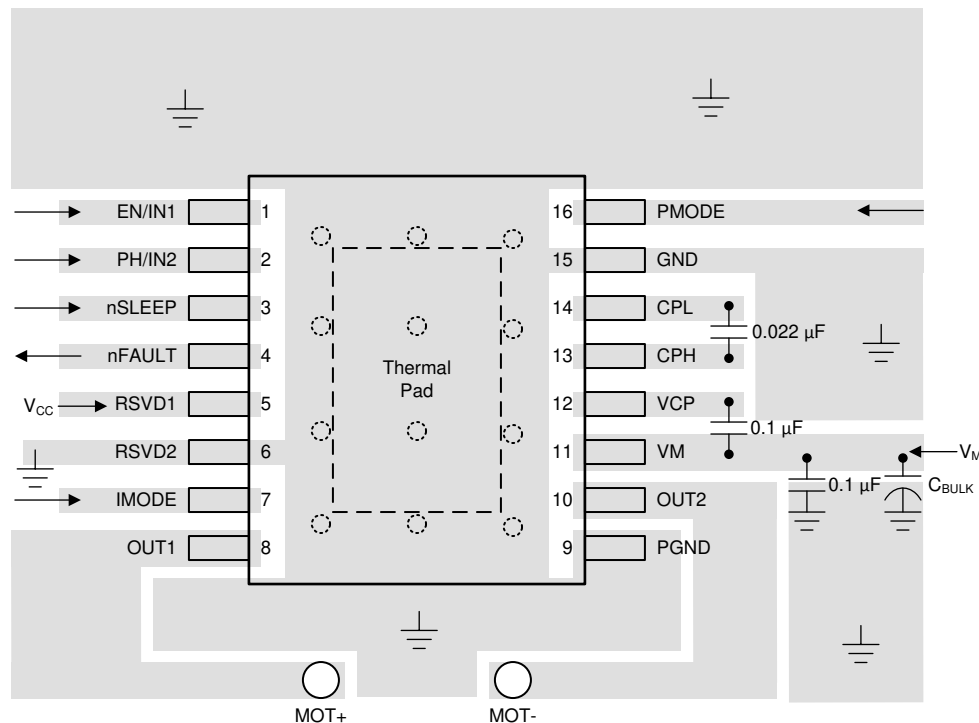 EN/IN1 1 16 PMODE
PH/IN2 2 15 GND
nSLEEP 3 14 CPL
0.022 µF
nFAULT 4 13 CPH
Thermal
Pad
VCC RSVD1 5 12 VCP
0.1 µF
RSVD2 6 11 VM VM
0.1 µF CBULK
IMODE 7 10 OUT2
OUT1 8 9 PGND
MOT+ MOT-